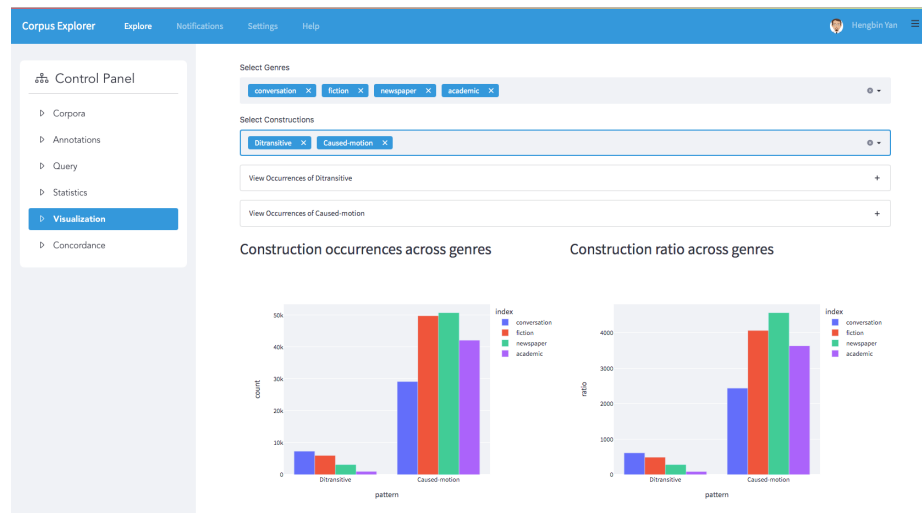 Corpus Explorer Explore Notifications Settings Help Hengbin Yan
Control Panel
Corpora
Annotations
Query
Statistics
Visualization
Concordance
Select Genres
conversation × fiction × newspaper × academic ×
Select Constructions
Ditransitive × Caused-motion ×
View Occurrences of Ditransitive +
View Occurrences of Caused-motion +
Construction occurrences across genres
50k
40k
30k
20k
10k
0
count
Ditransitive Caused-motion
pattern
index
conversation
fiction
newspaper
academic
Construction ratio across genres
4000
3000
2000
1000
0
ratio
Ditransitive Caused-motion
pattern
index
conversation
fiction
newspaper
academic